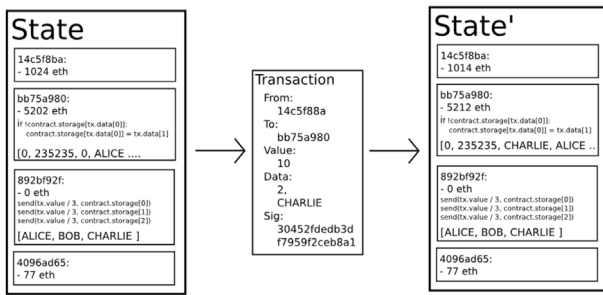 State
14c5f8ba:
- 1024 eth
bb75a980:
- 5202 eth
if !contract.storage[tx.data[0]]:
contract.storage[tx.data[0]] = tx.data[1]
[0, 235235, 0, ALICE ....
892bf92f:
- 0 eth
send(tx.value / 3, contract.storage[0])
send(tx.value / 3, contract.storage[1])
send(tx.value / 3, contract.storage[2])
[ALICE, BOB, CHARLIE ]
4096ad65:
- 77 eth
Transaction
From:
14c5f88a
To:
bb75a980
Value:
10
Data:
2,
CHARLIE
Sig:
30452fdedb3d
f7959f2ceb8a1
State'
14c5f8ba:
- 1014 eth
bb75a980:
- 5212 eth
if !contract.storage[tx.data[0]]:
contract.storage[tx.data[0]] = tx.data[1]
[0, 235235, CHARLIE, ALICE ..
892bf92f:
- 0 eth
send(tx.value / 3, contract.storage[0])
send(tx.value / 3, contract.storage[1])
send(tx.value / 3, contract.storage[2])
[ALICE, BOB, CHARLIE ]
4096ad65:
- 77 eth